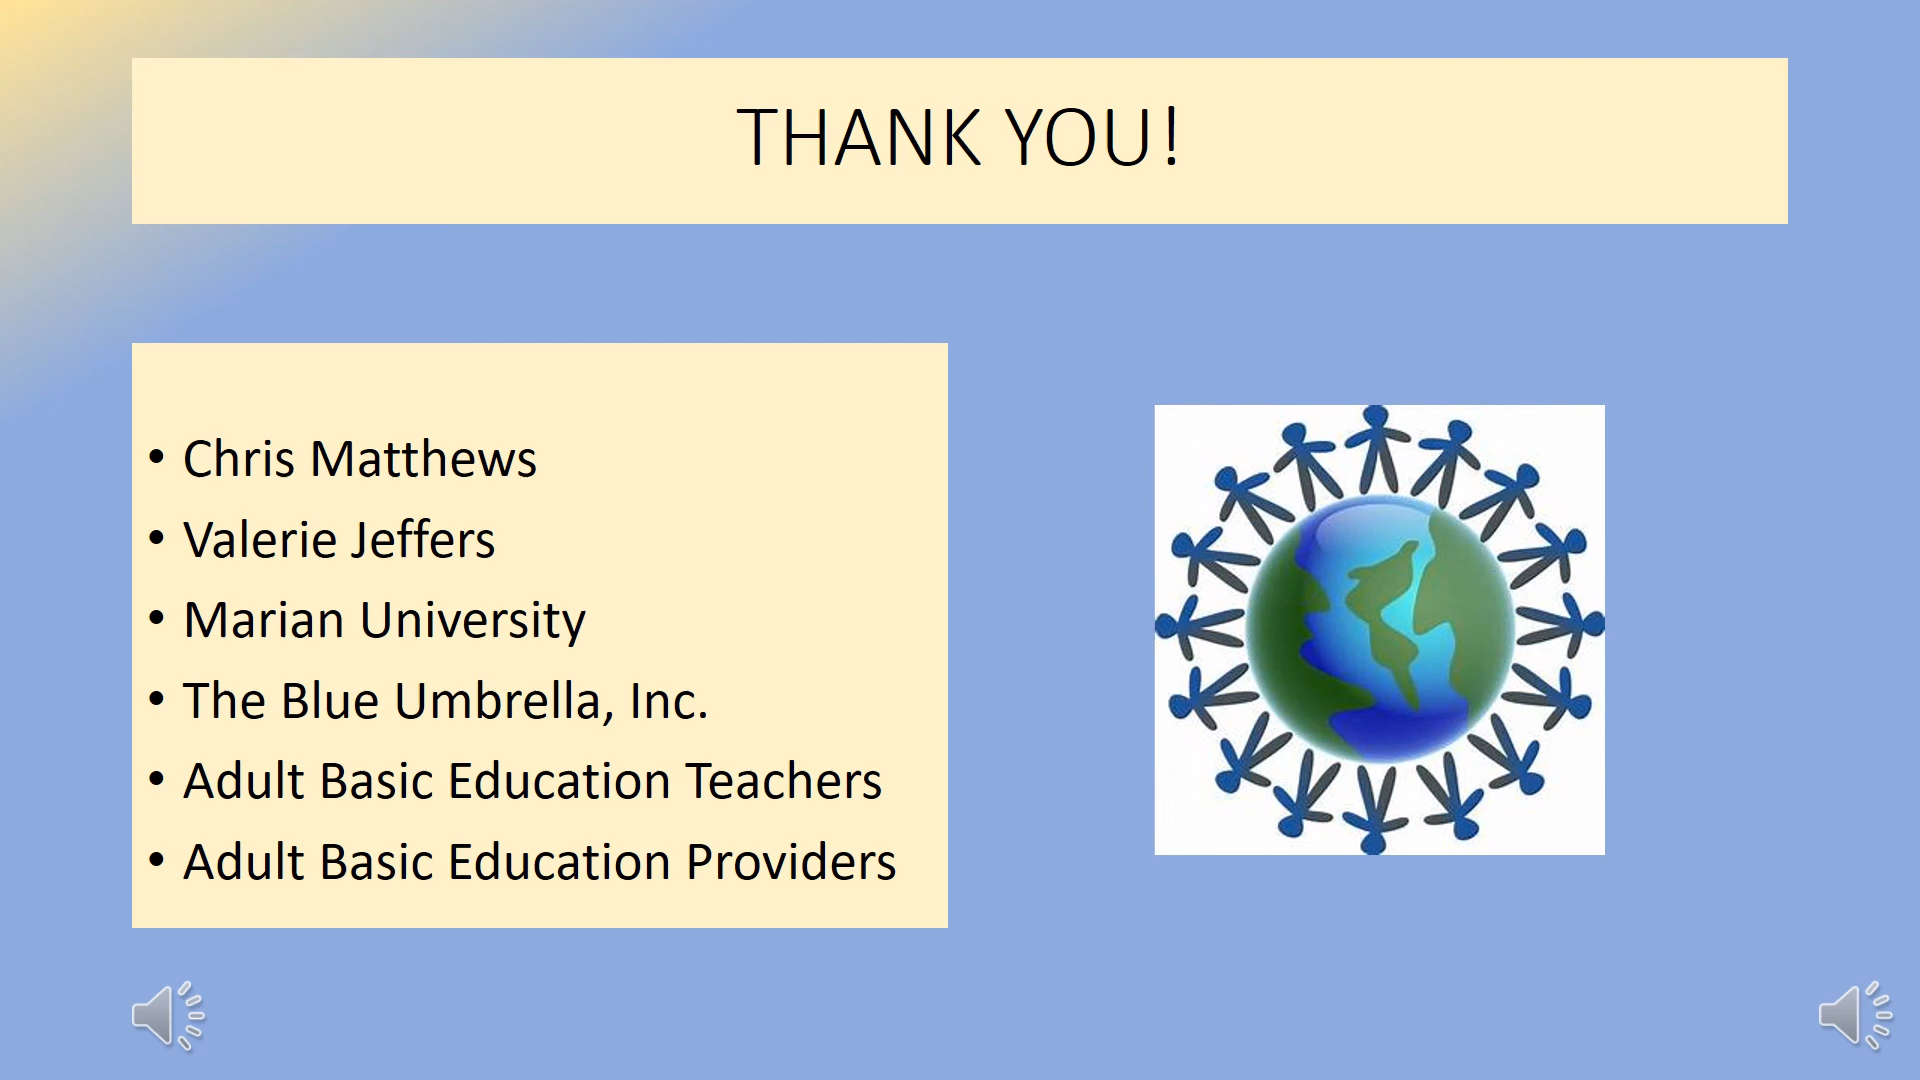 THANK YOU!
• Chris Matthews
• Valerie Jeffers
• Marian University
• The Blue Umbrella, Inc.
• Adult Basic Education Teachers
• Adult Basic Education Providers